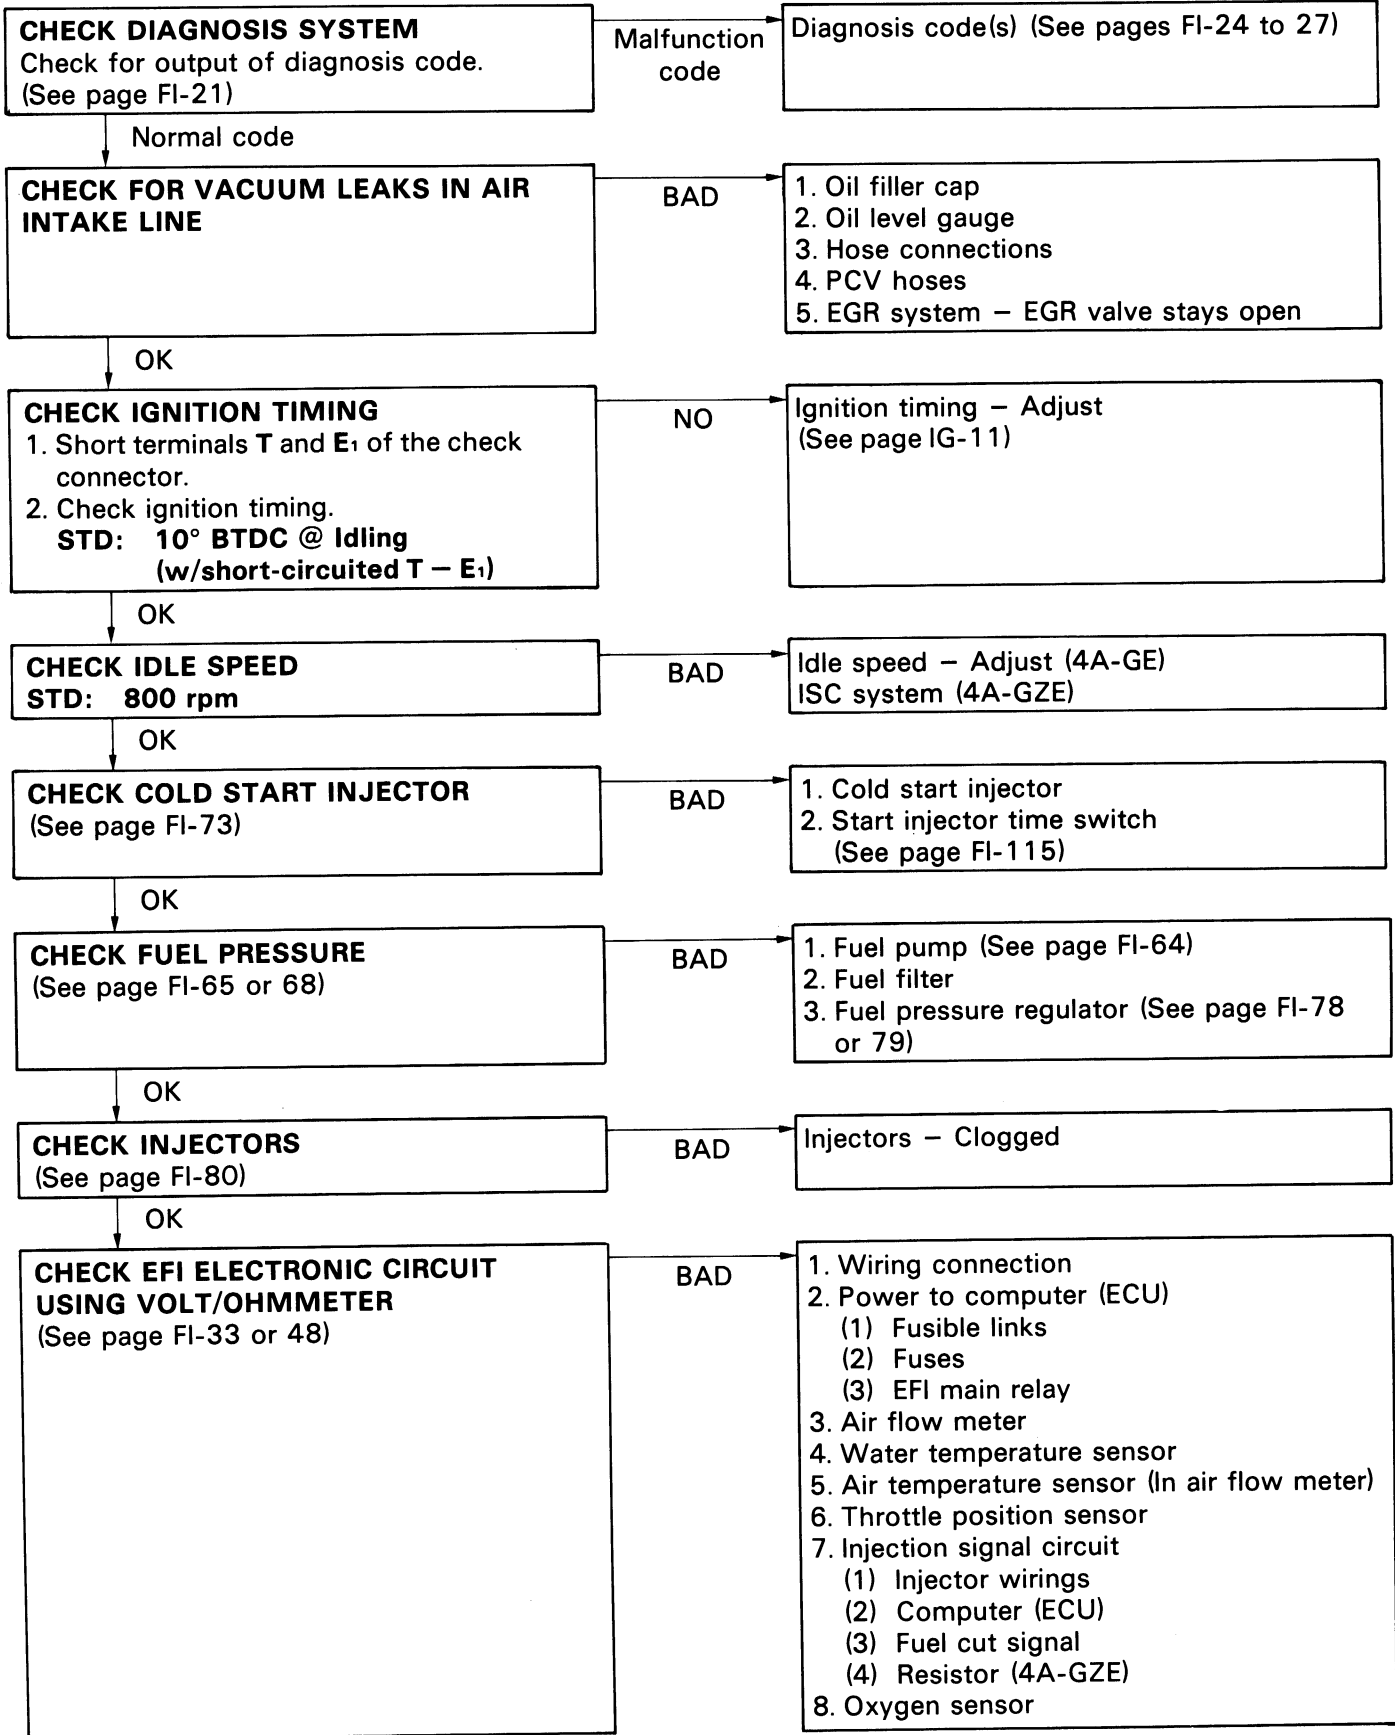 CHECK DIAGNOSIS SYSTEM
Check for output of diagnosis code.
(See page FI-21)
Malfunction
code
Diagnosis code(s) (See pages FI-24 to 27)
Normal code
CHECK FOR VACUUM LEAKS IN AIR
INTAKE LINE
BAD
1. Oil filler cap
2. Oil level gauge
3. Hose connections
4. PCV hoses
5. EGR system — EGR valve stays open
OK
CHECK IGNITION TIMING
1. Short terminals T and E₁ of the check
connector.
2. Check ignition timing.
STD: 10° BTDC @ Idling
(w/short-circuited T — E₁)
NO
Ignition timing — Adjust
(See page IG-11)
OK
CHECK IDLE SPEED
STD: 800 rpm
BAD
Idle speed — Adjust (4A-GE)
ISC system (4A-GZE)
OK
CHECK COLD START INJECTOR
(See page FI-73)
BAD
1. Cold start injector
2. Start injector time switch
(See page FI-115)
OK
CHECK FUEL PRESSURE
(See page FI-65 or 68)
BAD
1. Fuel pump (See page FI-64)
2. Fuel filter
3. Fuel pressure regulator (See page FI-78
or 79)
OK
CHECK INJECTORS
(See page FI-80)
BAD
Injectors — Clogged
OK
CHECK EFI ELECTRONIC CIRCUIT
USING VOLT/OHMMETER
(See page FI-33 or 48)
BAD
1. Wiring connection
2. Power to computer (ECU)
(1) Fusible links
(2) Fuses
(3) EFI main relay
3. Air flow meter
4. Water temperature sensor
5. Air temperature sensor (In air flow meter)
6. Throttle position sensor
7. Injection signal circuit
(1) Injector wirings
(2) Computer (ECU)
(3) Fuel cut signal
(4) Resistor (4A-GZE)
8. Oxygen sensor